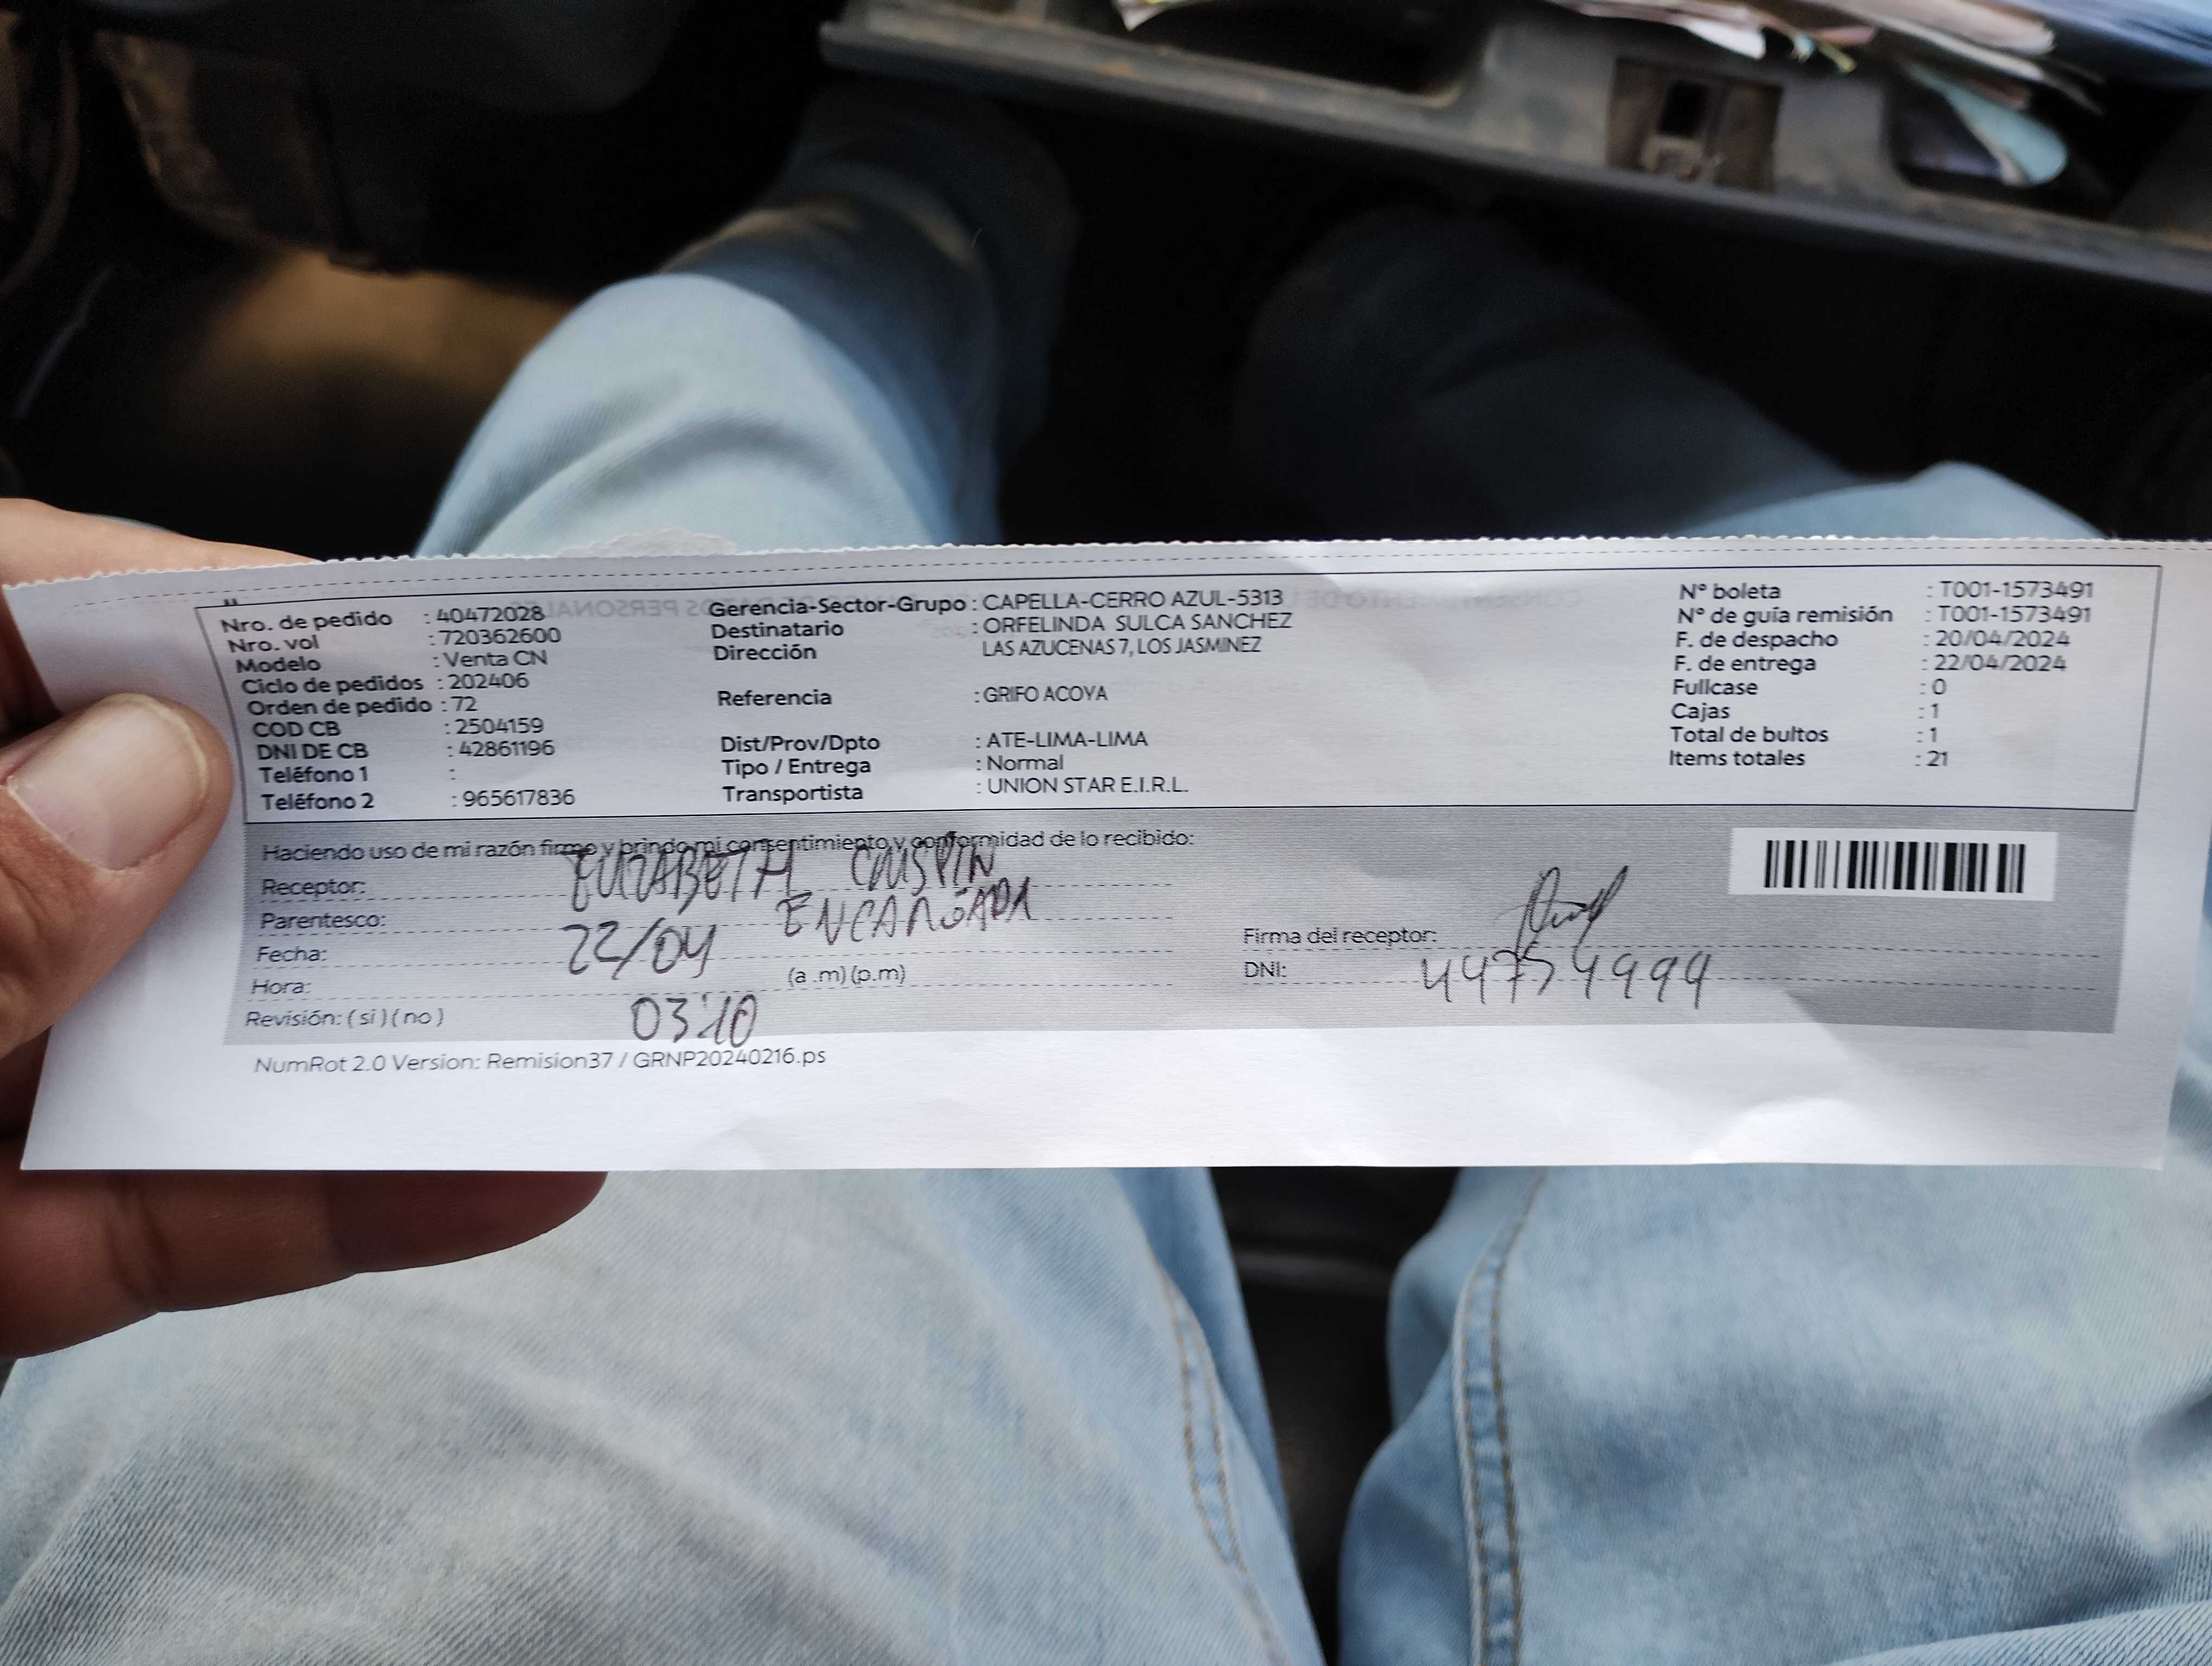 Nro. de pedido : 40472028
Nro. vol : 720362600
Modelo : Venta CN
Ciclo de pedidos : 202406
Orden de pedido : 72
COD CB : 2504159
DNI DE CB : 42861196
Teléfono 1 :
Teléfono 2 : 965617836
Gerencia-Sector-Grupo : CAPELLA-CERRO AZUL-5313
Destinatario : ORFELINDA SULCA SANCHEZ
Dirección LAS AZUCENAS 7, LOS JASMINEZ
Referencia : GRIFO ACOYA
Dist/Prov/Dpto : ATE-LIMA-LIMA
Tipo / Entrega : Normal
Transportista : UNION STAR E.I.R.L.
N° boleta : T001-1573491
N° de guía remisión : T001-1573491
F. de despacho : 20/04/2024
F. de entrega : 22/04/2024
Fullcase : 0
Cajas : 1
Total de bultos : 1
Items totales : 21
Haciendo uso de mi razón firmo y brindo mi consentimiento y conformidad de lo recibido:
Receptor: ELIZABETH CRISPIN
Parentesco: ENCARGADA
Fecha: 22/04
Hora: (a .m) (p.m)
03:10
Revisión: ( si ) ( no )
Firma del receptor:
DNI: 44754994
NumRot 2.0 Version: Remision37 / GRNP20240216.ps